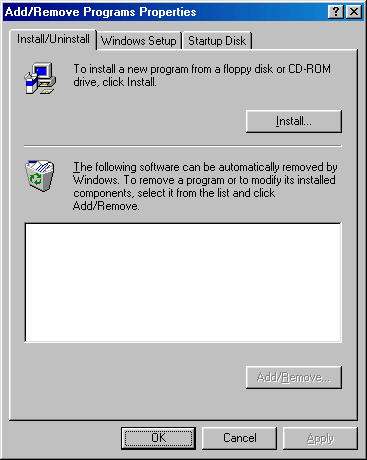 Add/Remove Programs Properties
Install/Uninstall
Windows Setup
Startup Disk
To install a new program from a floppy disk or CD-ROM
drive, click Install.
Install...
The following software can be automatically removed by
Windows. To remove a program or to modify its installed
components, select it from the list and click
Add/Remove.
Add/Remove...
OK
Cancel
Apply